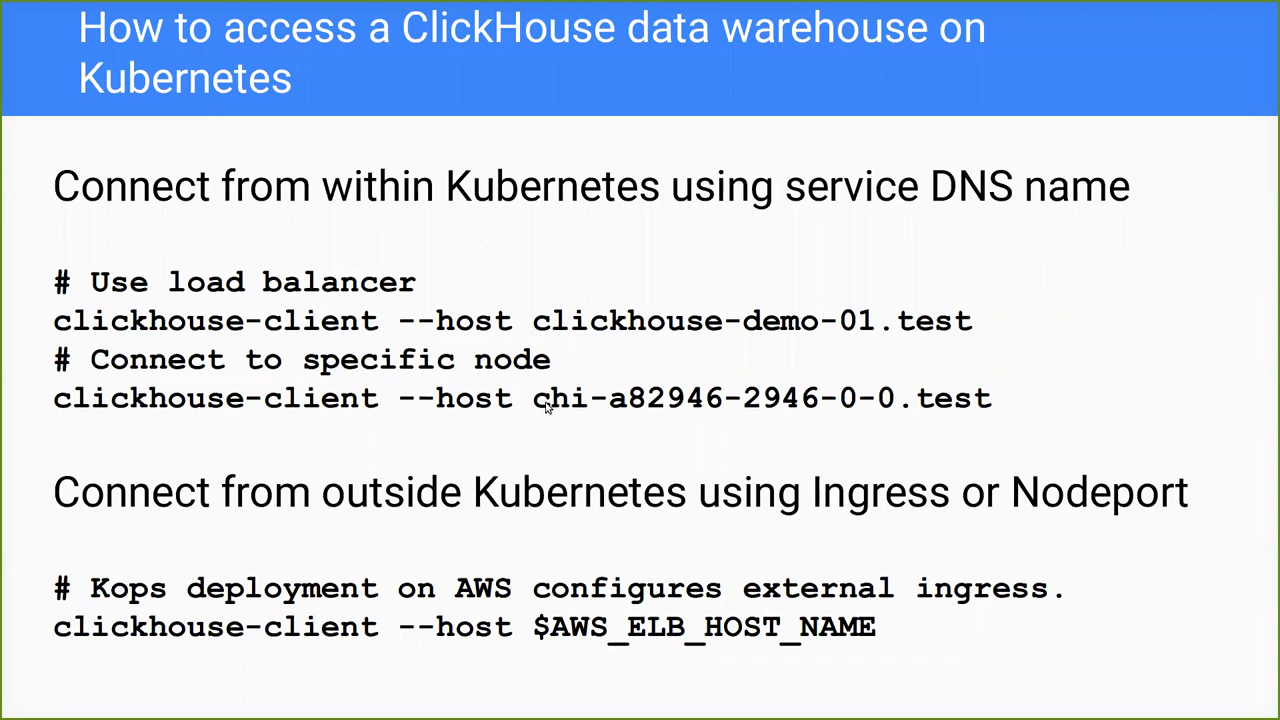 How to access a ClickHouse data warehouse on
Kubernetes
Connect from within Kubernetes using service DNS name
# Use load balancer
clickhouse-client --host clickhouse-demo-01.test
# Connect to specific node
clickhouse-client --host chi-a82946-2946-0-0.test
Connect from outside Kubernetes using Ingress or Nodeport
# Kops deployment on AWS configures external ingress.
clickhouse-client --host $AWS_ELB_HOST_NAME